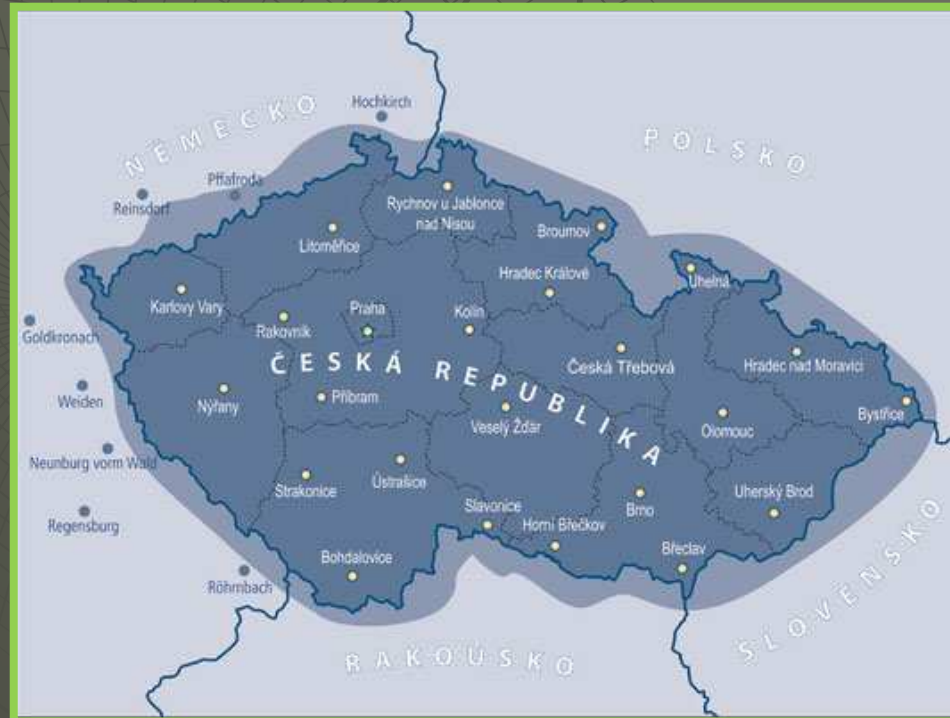 Hochkirch
NĚMECKO
POLSKO
Pffafroda
Reinsdorf
Rychnov u Jablonce
nad Nisou
Litoměřice
Broumov
Hradec Králové
Úhelná
Karlovy Vary
Praha
Kolín
Rakovník
Goldkronach
ČESKÁ REPUBLIKA
Česká Třebová
Hradec nad Moravicí
Nýřany
Příbram
Weiden
Veselý Žďár
Bystřice
Olomouc
Neunburg vorm Wald
Strakonice
Ústrašice
Uherský Brod
Regensburg
Slavonice
Brno
Horní Břečkov
Břeclav
Bohdalovice
Röhrnbach
SLOVENSKO
RAKOUSKO